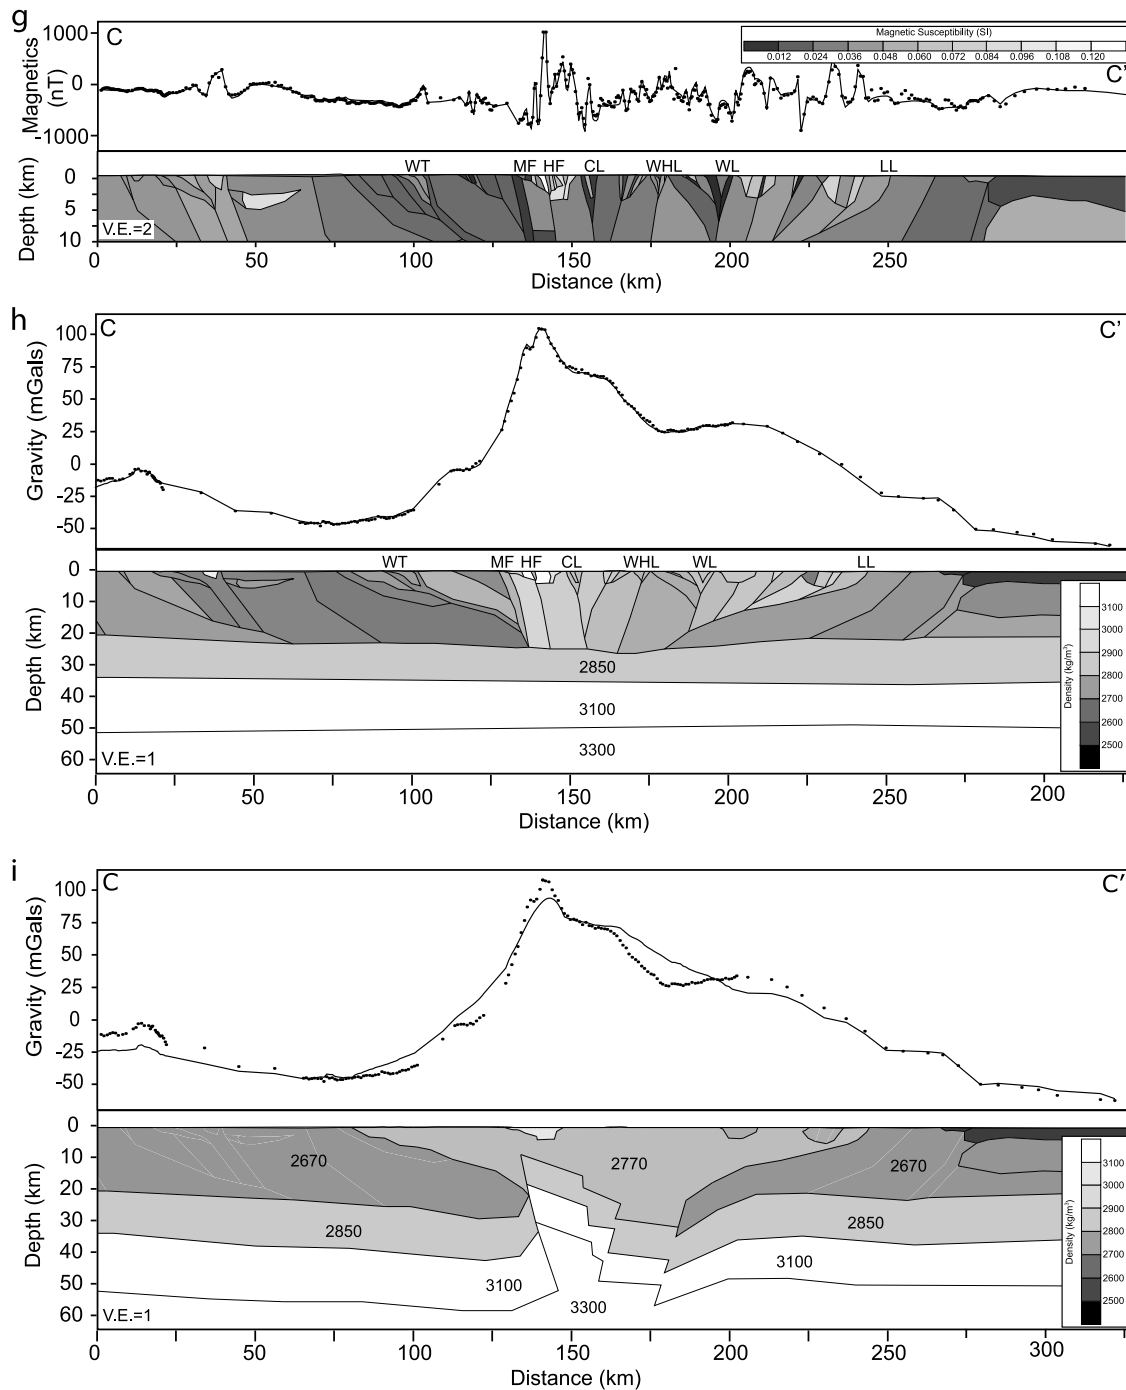 g
1000
0
-1000
Magnetics
(nT)
C
C'
Magnetic Susceptibility (SI)
0.012 0.024 0.036 0.048 0.060 0.072 0.084 0.096 0.108 0.120
WT MF HF CL WHL WL LL
0
5
10
Depth (km)
V.E.=2
0 50 100 150 200 250
Distance (km)
h
C
C'
100
75
50
25
0
-25
-50
Gravity (mGals)
WT MF HF CL WHL WL LL
0
10
20
30
40
50
60
Depth (km)
2850
3100
3300
V.E.=1
Density (kg/m³)
3100
3000
2900
2800
2700
2600
2500
0 50 100 150 200 250 200
Distance (km)
i
C
C'
100
75
50
25
0
-25
-50
Gravity (mGals)
0
10
20
30
40
50
60
Depth (km)
2670 2770 2670
2850 2850
3100 3100
3300
V.E.=1
Density (kg/m³)
3100
3000
2900
2800
2700
2600
2500
0 50 100 150 200 250 300
Distance (km)